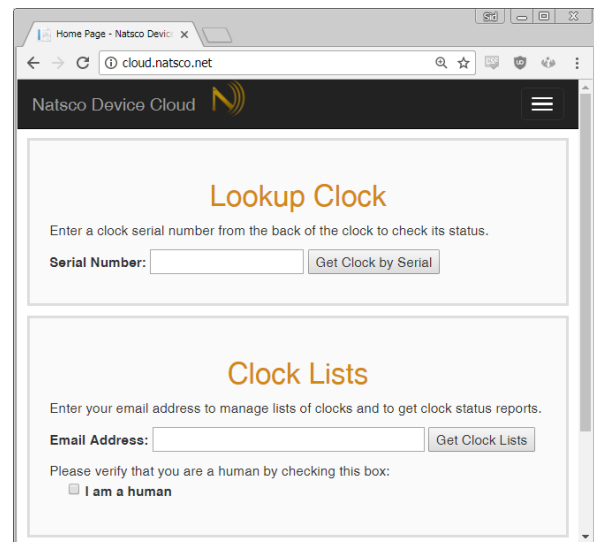 Sid
Home Page - Natsco Devic
cloud.natsco.net
Natsco Device Cloud
Lookup Clock
Enter a clock serial number from the back of the clock to check its status.
Serial Number: Get Clock by Serial
Clock Lists
Enter your email address to manage lists of clocks and to get clock status reports.
Email Address: Get Clock Lists
Please verify that you are a human by checking this box:
I am a human